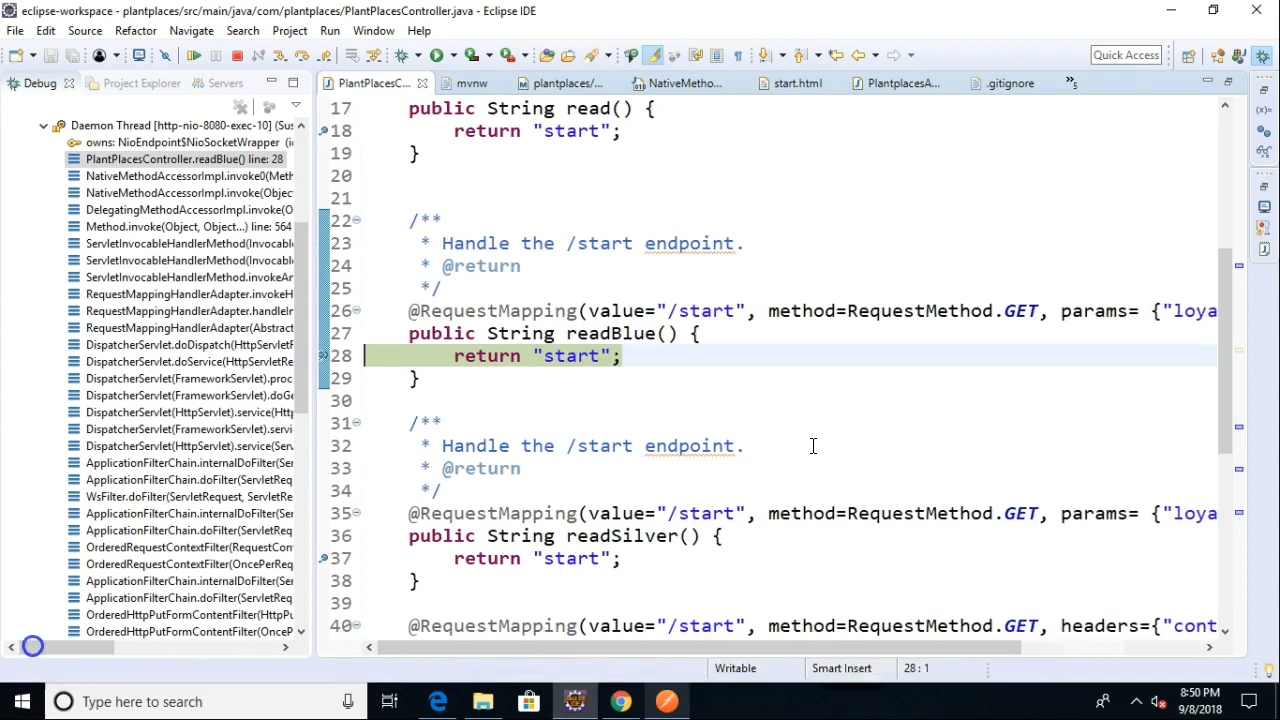 eclipse-workspace - plantplaces/src/main/java/com/plantplaces/PlantPlacesController.java - Eclipse IDE
File Edit Source Refactor Navigate Search Project Run Window Help
Quick Access
Debug Project Explorer Servers
PlantPlacesC... mvnw plantplaces/... NativeMetho... start.html PlantplacesA... .gitignore »5
Daemon Thread [http-nio-8080-exec-10] (Sus
owns: NioEndpoint$NioSocketWrapper (i
PlantPlacesController.readBlue() line: 28
NativeMethodAccessorImpl.invoke0(Meth
NativeMethodAccessorImpl.invoke(Objec
DelegatingMethodAccessorImpl.invoke(O
Method.invoke(Object, Object...) line: 564
ServletInvocableHandlerMethod(Invocab
ServletInvocableHandlerMethod(Invocab
ServletInvocableHandlerMethod.invokeAn
RequestMappingHandlerAdapter.invokeH
RequestMappingHandlerAdapter.handleIn
RequestMappingHandlerAdapter(Abstrac
DispatcherServlet.doDispatch(HttpServletR
DispatcherServlet.doService(HttpServletRe
DispatcherServlet(FrameworkServlet).proc
DispatcherServlet(FrameworkServlet).doGe
DispatcherServlet(HttpServlet).service(Htt
DispatcherServlet(FrameworkServlet).servi
DispatcherServlet(HttpServlet).service(Serv
ApplicationFilterChain.internalDoFilter(Ser
ApplicationFilterChain.doFilter(ServletReq
WsFilter.doFilter(ServletRequest, ServletRe
ApplicationFilterChain.internalDoFilter(Ser
ApplicationFilterChain.doFilter(ServletReq
OrderedRequestContextFilter(RequestCont
OrderedRequestContextFilter(OncePerReq
ApplicationFilterChain.internalDoFilter(Ser
ApplicationFilterChain.doFilter(ServletReq
OrderedHttpPutFormContentFilter(HttpPu
OrderedHttpPutFormContentFilter(OnceP
17 public String read() {
18 return "start";
19 }
20
21
22 /**
23 * Handle the /start endpoint.
24 * @return
25 */
26 @RequestMapping(value="/start", method=RequestMethod.GET, params= {"loya
27 public String readBlue() {
28 return "start";
29 }
30
31 /**
32 * Handle the /start endpoint.
33 * @return
34 */
35 @RequestMapping(value="/start", method=RequestMethod.GET, params= {"loya
36 public String readSilver() {
37 return "start";
38 }
39
40 @RequestMapping(value="/start", method=RequestMethod.GET, headers={"cont
Writable Smart Insert 28 : 1
Type here to search
8:50 PM
9/8/2018